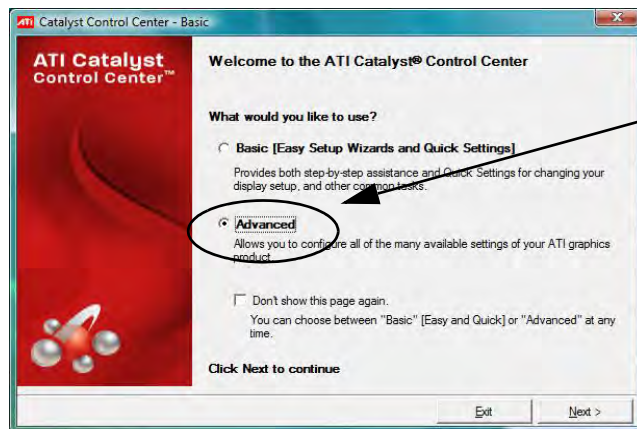 ATI Catalyst Control Center - Basic
ATI Catalyst
Control Center™
Welcome to the ATI Catalyst® Control Center
What would you like to use?
Basic [Easy Setup Wizards and Quick Settings]
Provides both step-by-step assistance and Quick Settings for changing your
display setup, and other common tasks.
Advanced
Allows you to configure all of the many available settings of your ATI graphics
product.
Don't show this page again.
You can choose between "Basic" [Easy and Quick] or "Advanced" at any
time.
Click Next to continue
Exit
Next >